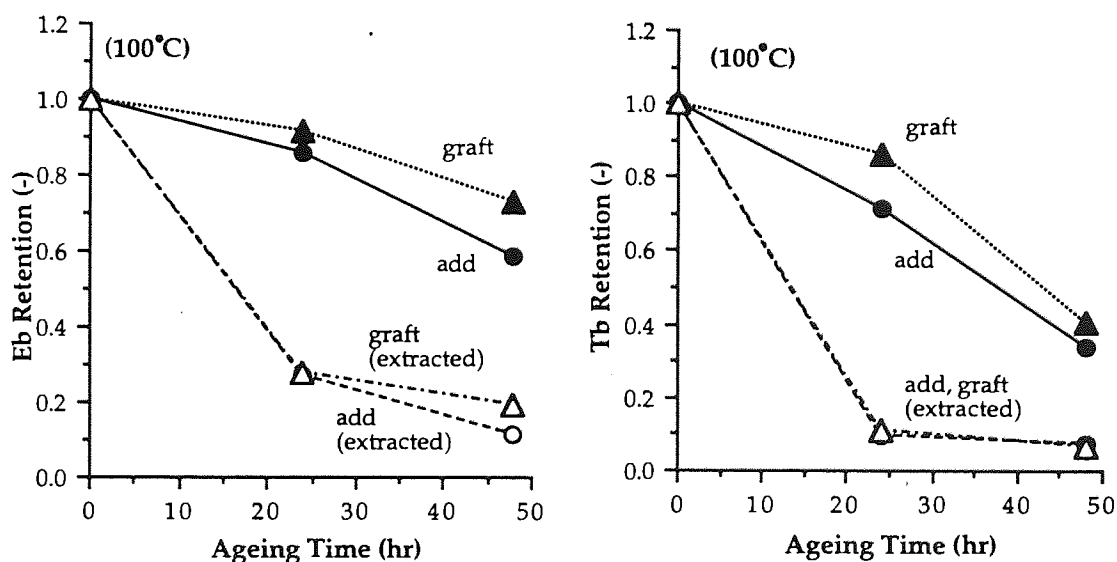 (100°C)
Eb Retention (-)
1.2
1.0
0.8
0.6
0.4
0.2
0.0
graft
add
graft
(extracted)
add
(extracted)
0 10 20 30 40 50
Ageing Time (hr)
(100°C)
Tb Retention (-)
1.2
1.0
0.8
0.6
0.4
0.2
0.0
graft
add
add, graft
(extracted)
0 10 20 30 40 50
Ageing Time (hr)